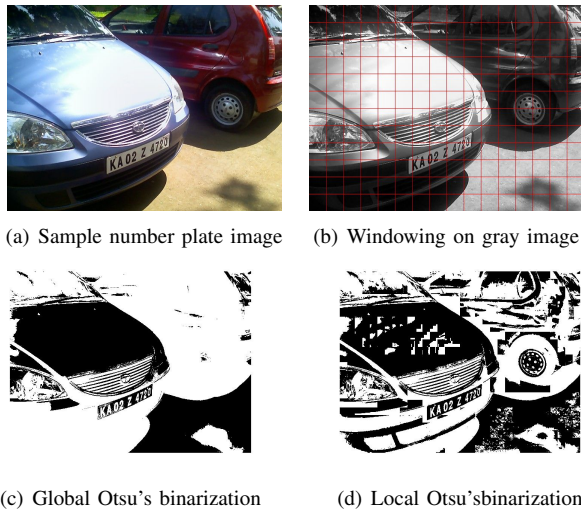 KA 02 Z 4720
KA 02 Z 4720
(a) Sample number plate image
(b) Windowing on gray image
KA 02 Z 4720
KA 02 Z 4720
(c) Global Otsu's binarization
(d) Local Otsu'sbinarization